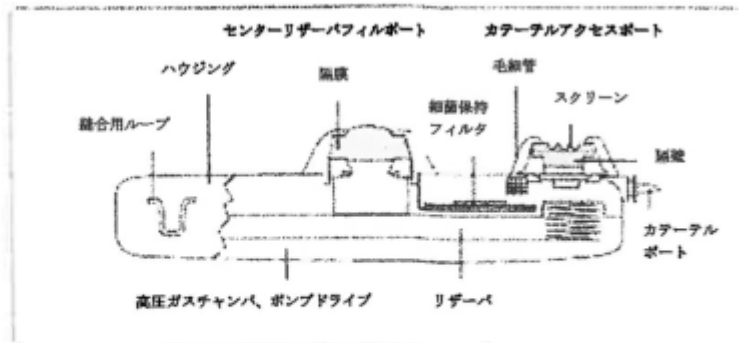 センターリザーバフィルポート
カテーテルアクセスポート
ハウジング
隔膜
毛細管
細菌保持
フィルタ
スクリーン
縫合用ループ
隔壁
カテーテル
ポート
高圧ガスチャンバ、ポンプドライブ
リザーバ